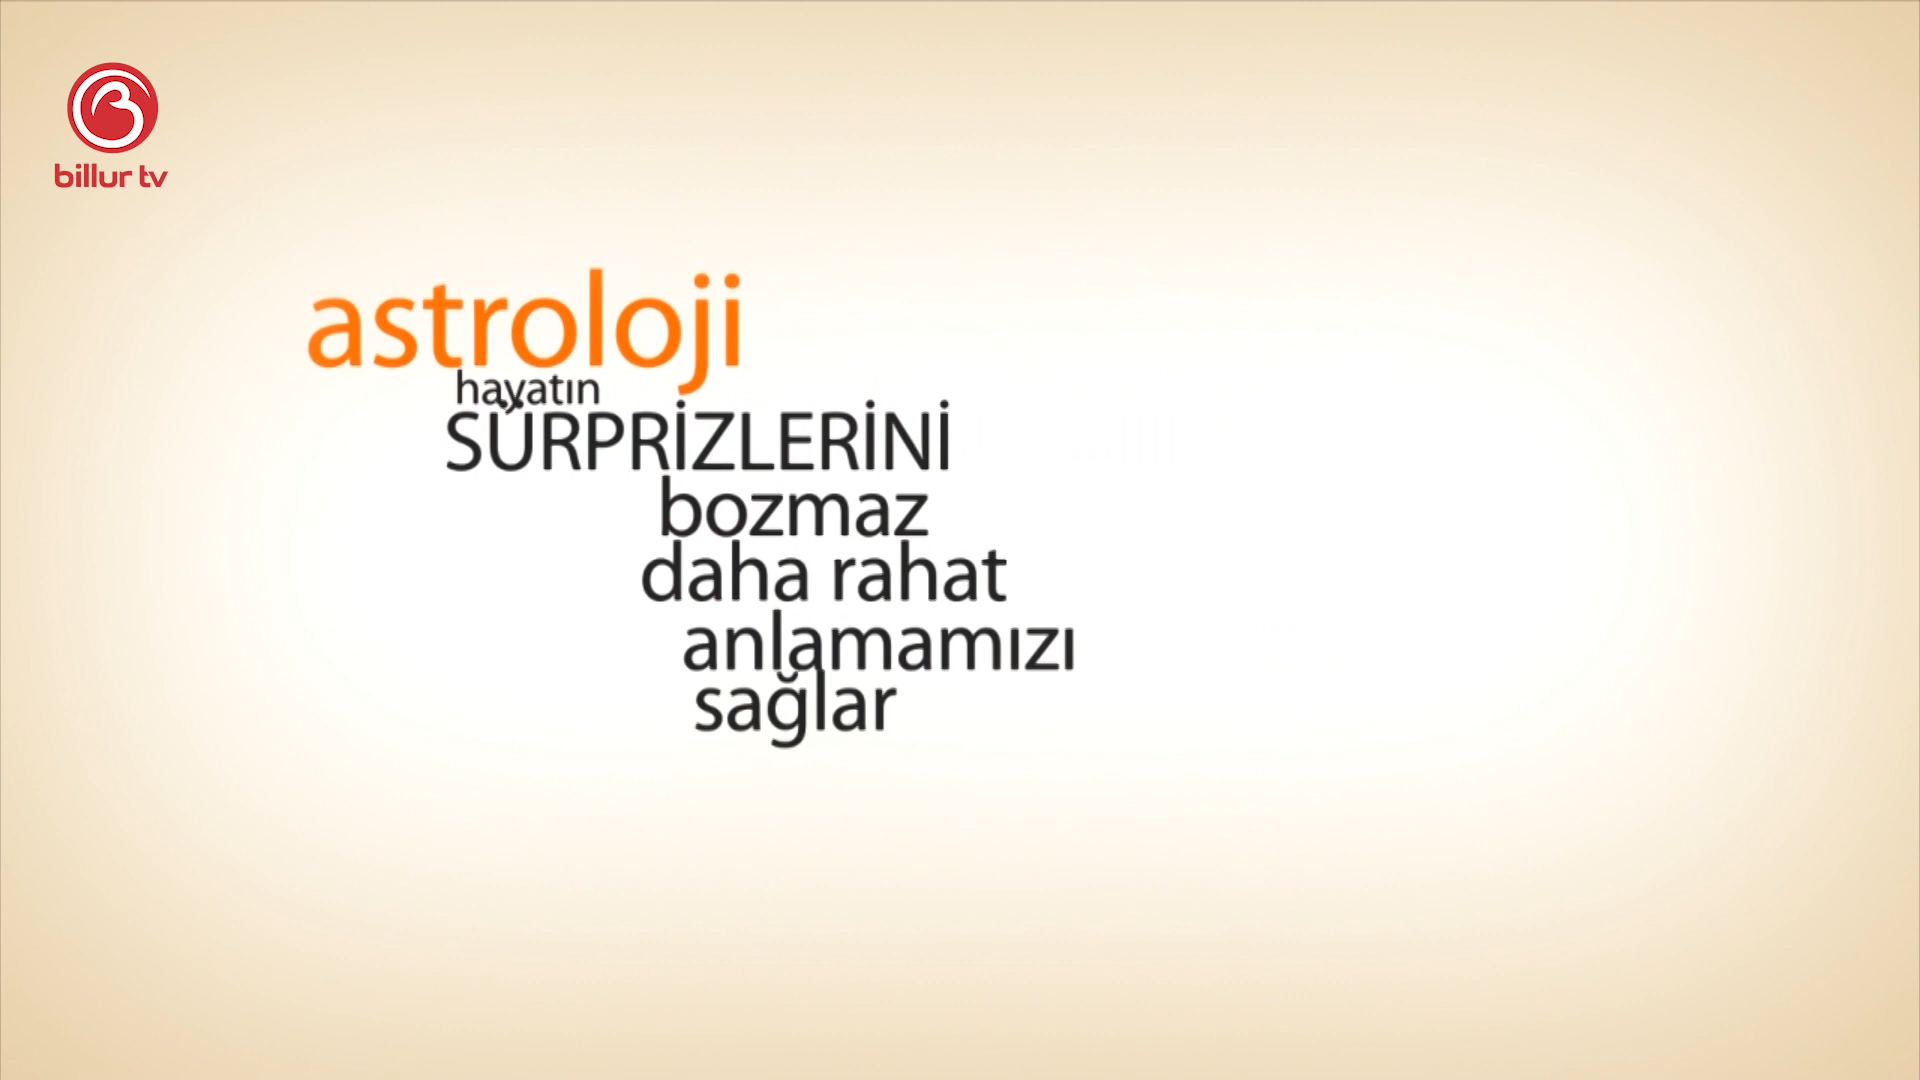 billur tv
astroloji
hayatın
SÜRPRİZLERİNİ
bozmaz
daha rahat
anlamamızı
sağlar